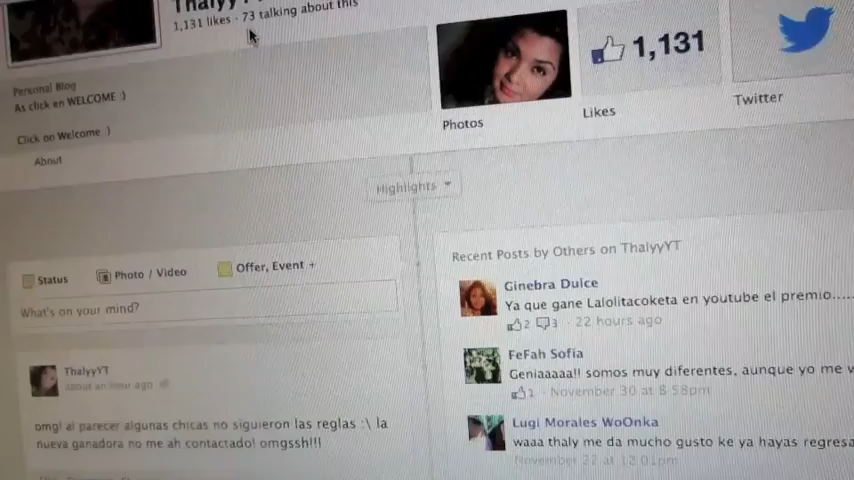 1,131 likes · 73 talking about this
Personal Blog
As click en WELCOME :)
Click on Welcome :)
About
Photos
1,131
Likes
Twitter
Highlights
Status
Photo / Video
Offer, Event +
What's on your mind?
ThalyyYT
about an hour ago
omg! al parecer algunas chicas no siguieron las reglas :\ la
nueva ganadora no me ah contactado! omgssh!!!
Recent Posts by Others on ThalyyYT
Ginebra Dulce
Ya que gane Lalolitacoketa en youtube el premio.....
2 3 · 22 hours ago
FeFah Sofia
Geniaaaaa!! somos muy diferentes, aunque yo me v
· November 30 at 8:58pm
Lugi Morales WoOnka
waaa thaly me da mucho gusto ke ya hayas regresa
November 22 at 12:01pm